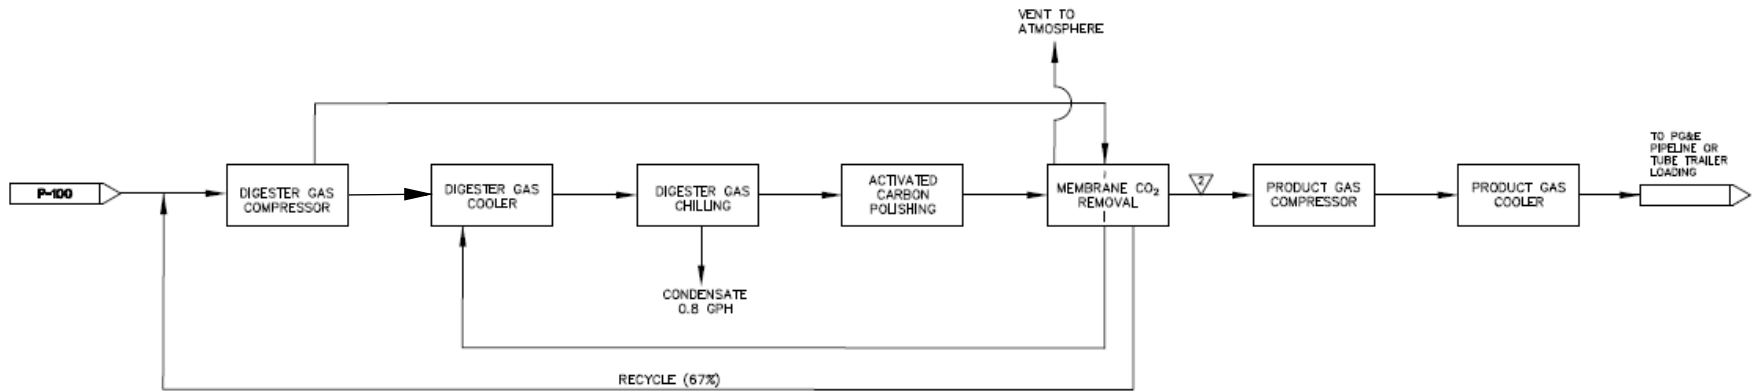 VENT TO
ATMOSPHERE
P-100
DIGESTER GAS
COMPRESSOR
DIGESTER GAS
COOLER
DIGESTER GAS
CHILLING
ACTIVATED
CARBON
POLISHING
MEMBRANE CO₂
REMOVAL
2
PRODUCT GAS
COMPRESSOR
PRODUCT GAS
COOLER
TO PG&E
PIPELINE OR
TUBE TRAILER
LOADING
CONDENSATE
0.8 GPH
RECYCLE (67%)